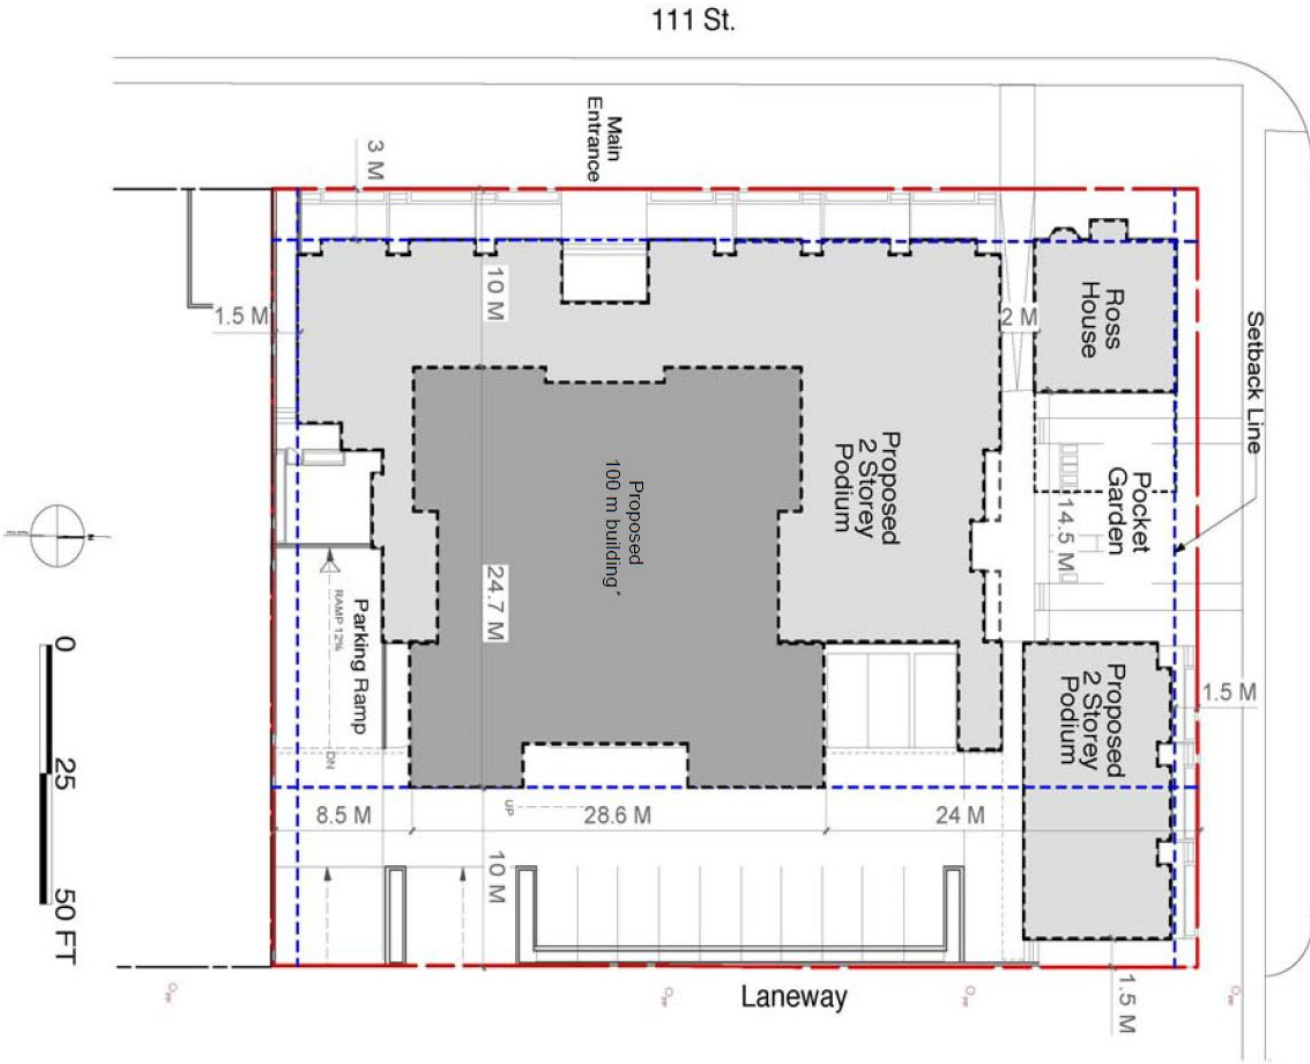 111 St.
Main
Entrance
3 M
10 M
1.5 M
2 M
Ross
House
Setback Line
Proposed
2 Storey
Podium
Proposed
100 m building*
Pocket
Garden
14.5 M
24.7 M
Parking Ramp
RAMP 12%
DN
Proposed
2 Storey
Podium
1.5 M
0
25
50 FT
UP
8.5 M
28.6 M
24 M
10 M
1.5 M
Laneway